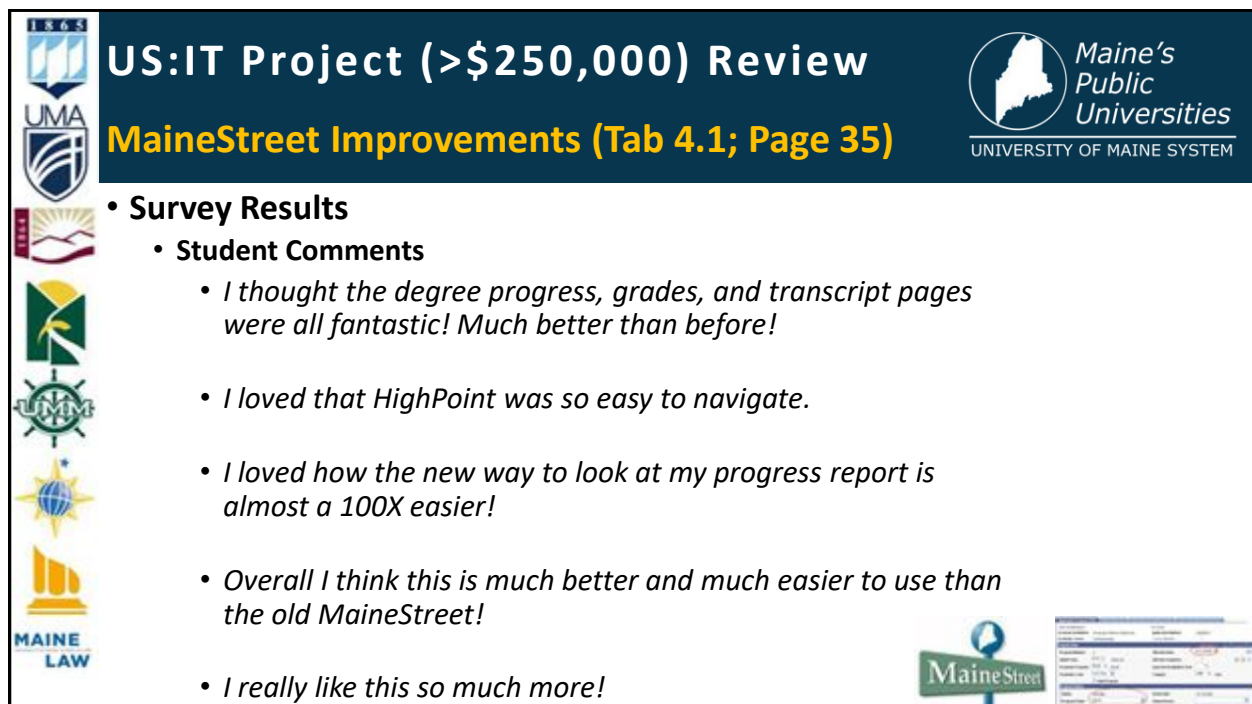 1865
US:IT Project (>$250,000) Review
Maine's
Public
Universities
UNIVERSITY OF MAINE SYSTEM
UMA
MaineStreet Improvements (Tab 4.1; Page 35)
• Survey Results
• Student Comments
1864
• I thought the degree progress, grades, and transcript pages
were all fantastic! Much better than before!
• I loved that HighPoint was so easy to navigate.
UMM
• I loved how the new way to look at my progress report is
almost a 100X easier!
• Overall I think this is much better and much easier to use than
the old MaineStreet!
MAINE
LAW
MaineStreet
• I really like this so much more!